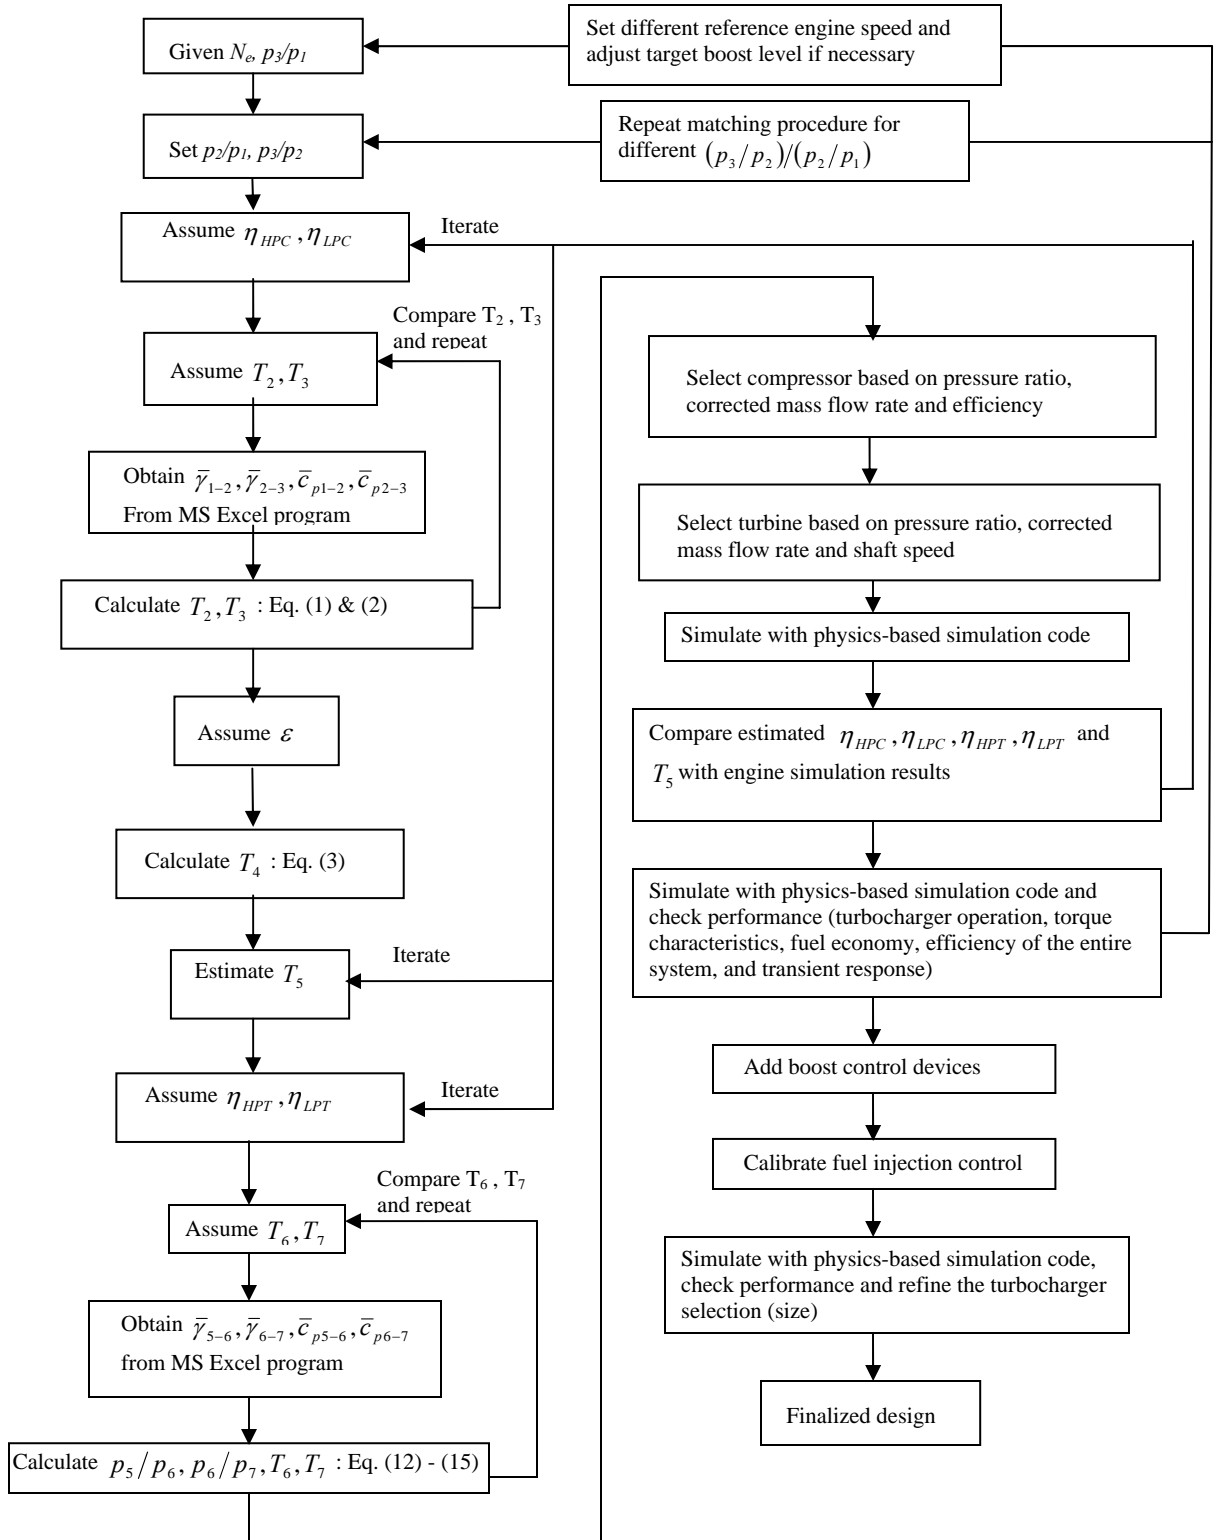 Given Nₑ, p₃/p₁
Set different reference engine speed and
adjust target boost level if necessary
Set p₂/p₁, p₃/p₂
Repeat matching procedure for
different (p₃/p₂)/(p₂/p₁)
Assume η_HPC, η_LPC
Iterate
Compare T₂ , T₃
and repeat
Assume T₂, T₃
Obtain γ̄₁₋₂, γ̄₂₋₃, c̄_p1−2, c̄_p2−3
From MS Excel program
Calculate T₂, T₃ : Eq. (1) & (2)
Assume ε
Calculate T₄ : Eq. (3)
Estimate T₅
Iterate
Assume η_HPT, η_LPT
Iterate
Compare T₆ , T₇
and repeat
Assume T₆, T₇
Obtain γ̄₅₋₆, γ̄₆₋₇, c̄_p5−6, c̄_p6−7
from MS Excel program
Calculate p₅/p₆, p₆/p₇, T₆, T₇ : Eq. (12) - (15)
Select compressor based on pressure ratio,
corrected mass flow rate and efficiency
Select turbine based on pressure ratio, corrected
mass flow rate and shaft speed
Simulate with physics-based simulation code
Compare estimated η_HPC, η_LPC, η_HPT, η_LPT and
T₅ with engine simulation results
Simulate with physics-based simulation code and
check performance (turbocharger operation, torque
characteristics, fuel economy, efficiency of the entire
system, and transient response)
Add boost control devices
Calibrate fuel injection control
Simulate with physics-based simulation code,
check performance and refine the turbocharger
selection (size)
Finalized design